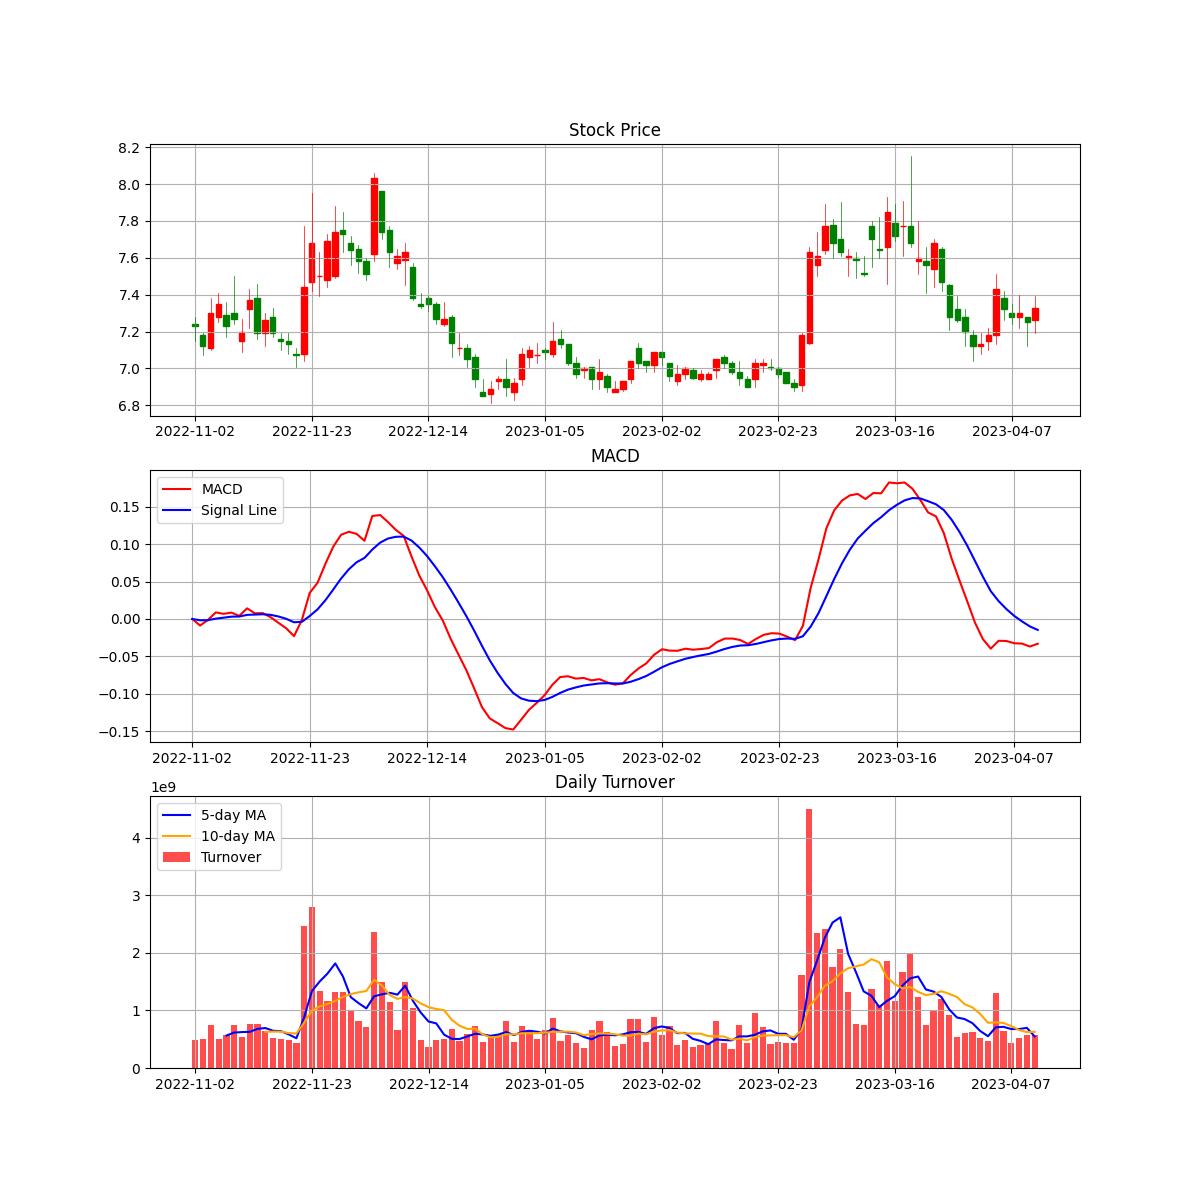 Stock Price
8.2
8.0
7.8
7.6
7.4
7.2
7.0
6.8
2022-11-02 2022-11-23 2022-12-14 2023-01-05 2023-02-02 2023-02-23 2023-03-16 2023-04-07
MACD
MACD
Signal Line
0.15
0.10
0.05
0.00
−0.05
−0.10
−0.15
2022-11-02 2022-11-23 2022-12-14 2023-01-05 2023-02-02 2023-02-23 2023-03-16 2023-04-07
Daily Turnover
1e9
5-day MA
10-day MA
Turnover
4
3
2
1
0
2022-11-02 2022-11-23 2022-12-14 2023-01-05 2023-02-02 2023-02-23 2023-03-16 2023-04-07